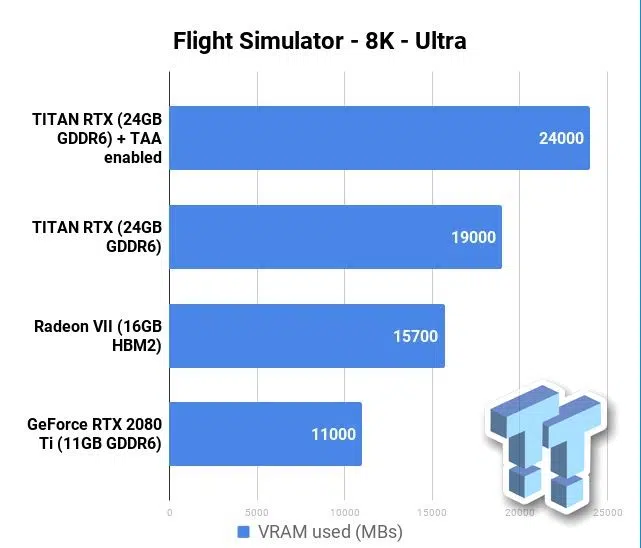 Flight Simulator - 8K - Ultra
TITAN RTX (24GB
GDDR6) + TAA
enabled
24000
TITAN RTX (24GB
GDDR6)
19000
Radeon VII (16GB
HBM2)
15700
GeForce RTX 2080
Ti (11GB GDDR6)
11000
0 5000 10000 15000 20000 25000
VRAM used (MBs)
TT